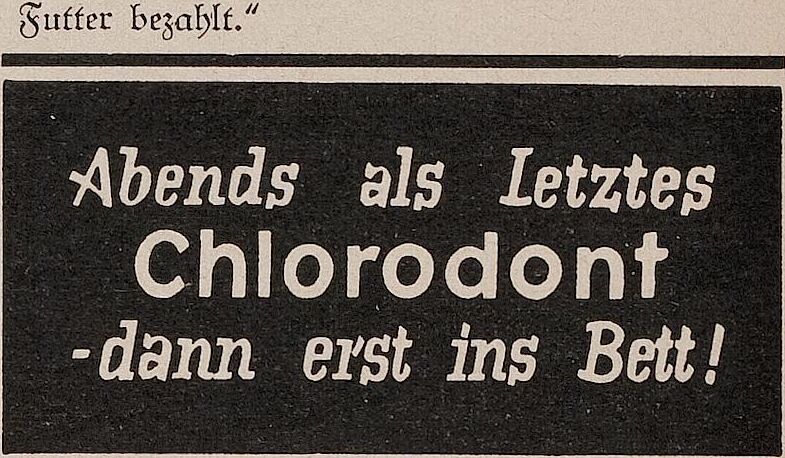 Futter bezahlt.“
Abends als Letztes
Chlorodont
-dann erst ins Bett!